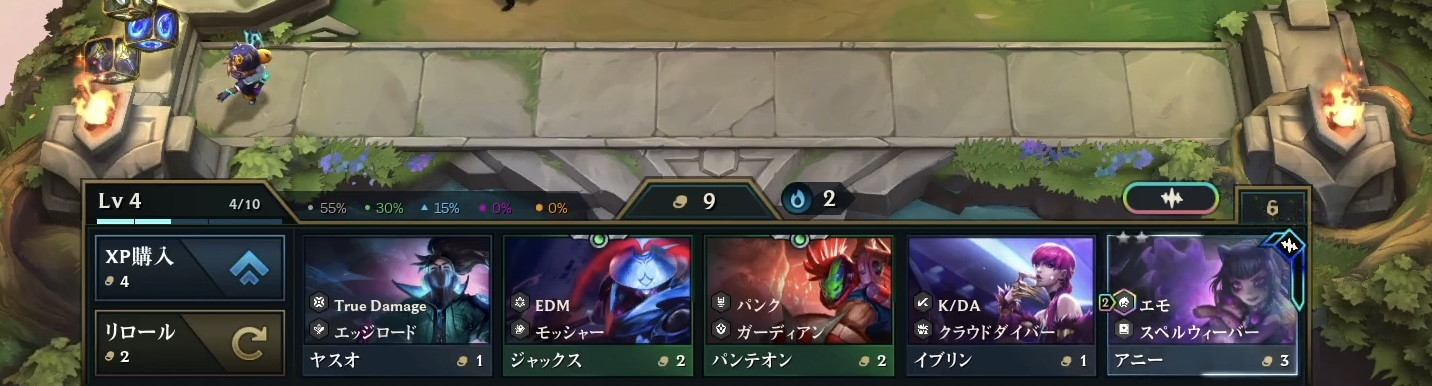 Lv 4
4/10
55%
30%
15%
0%
0%
9
2
6
XP購入
4
リロール
2
True Damage
エッジロード
ヤスオ
1
EDM
モッシャー
ジャックス
2
パンク
ガーディアン
パンテオン
2
K/DA
クラウドダイバー
イブリン
1
2
エモ
スペルウィーバー
アニー
3